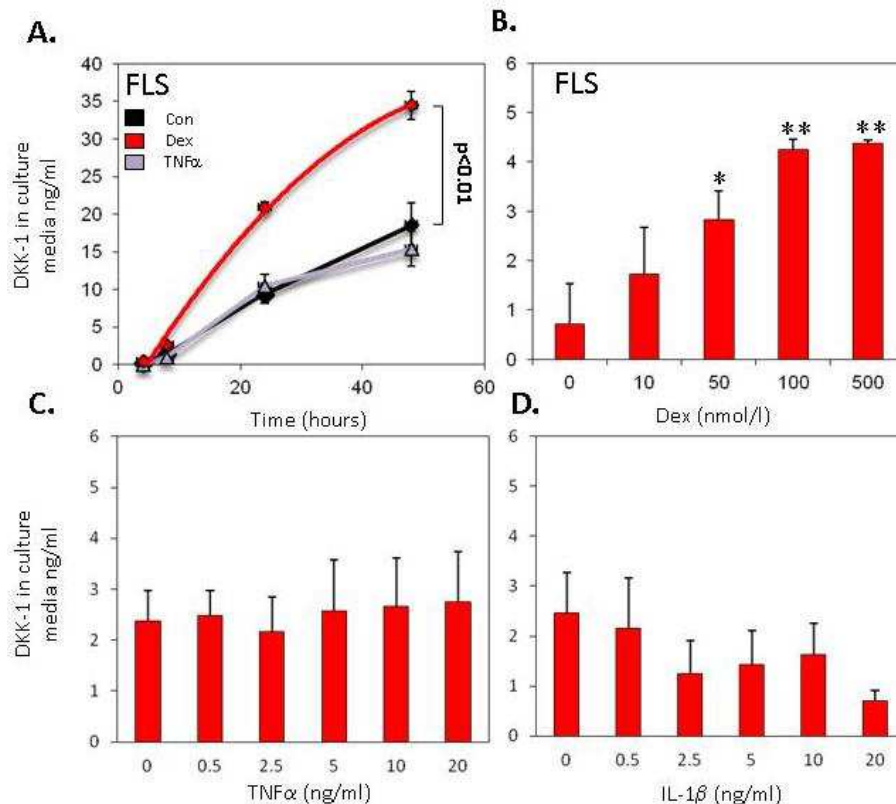 A.
FLS
Con
Dex
TNFα
40
35
30
25
20
15
10
5
0
0
20
40
60
DKK-1 in culture
media ng/ml
Time (hours)
p<0.01
B.
FLS
6
5
4
3
2
1
0
*
**
**
0 10 50 100 500
Dex (nmol/l)
C.
6
5
4
3
2
1
0
DKK-1 in culture
media ng/ml
0 0.5 2.5 5 10 20
TNFα (ng/ml)
D.
6
5
4
3
2
1
0
0 0.5 2.5 5 10 20
IL-1β (ng/ml)